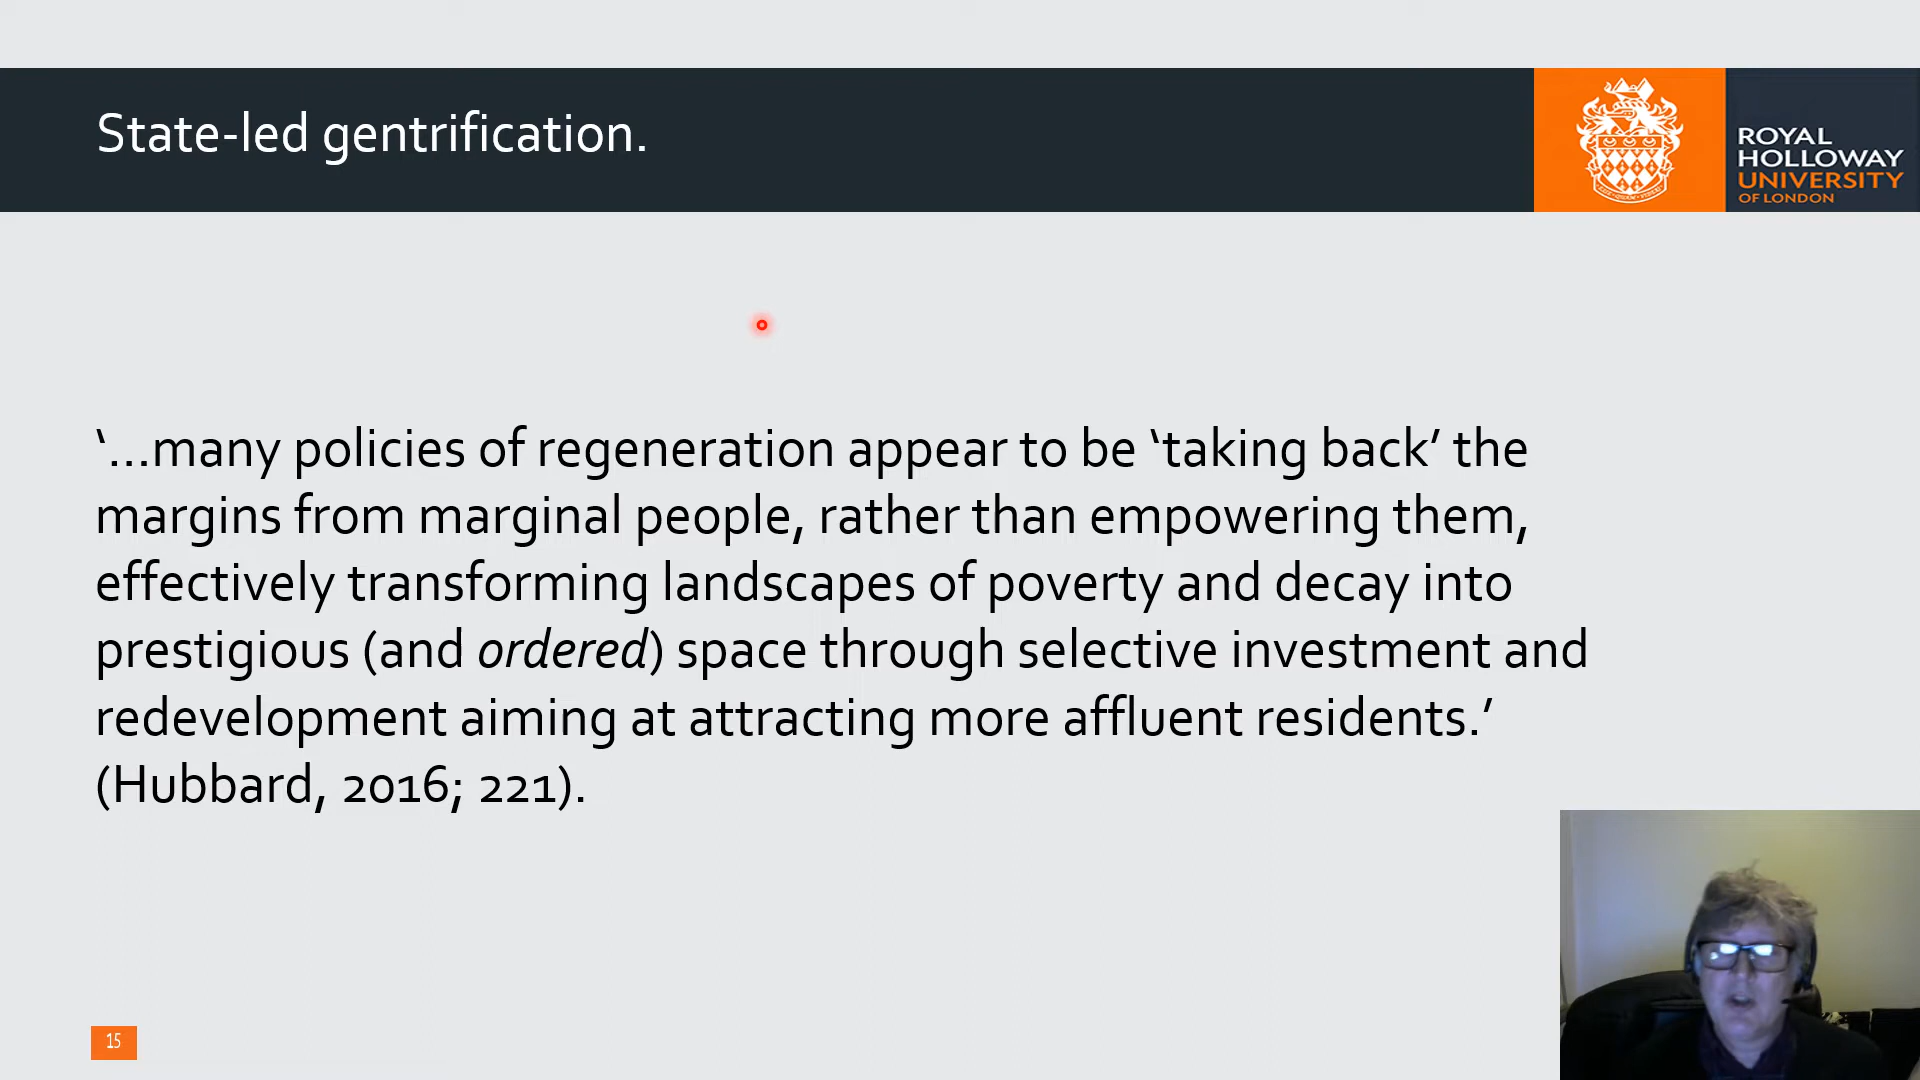 State-led gentrification.
ROYAL
HOLLOWAY
UNIVERSITY
OF LONDON
‘…many policies of regeneration appear to be ‘taking back’ the
margins from marginal people, rather than empowering them,
effectively transforming landscapes of poverty and decay into
prestigious (and ordered) space through selective investment and
redevelopment aiming at attracting more affluent residents.’
(Hubbard, 2016; 221).
15